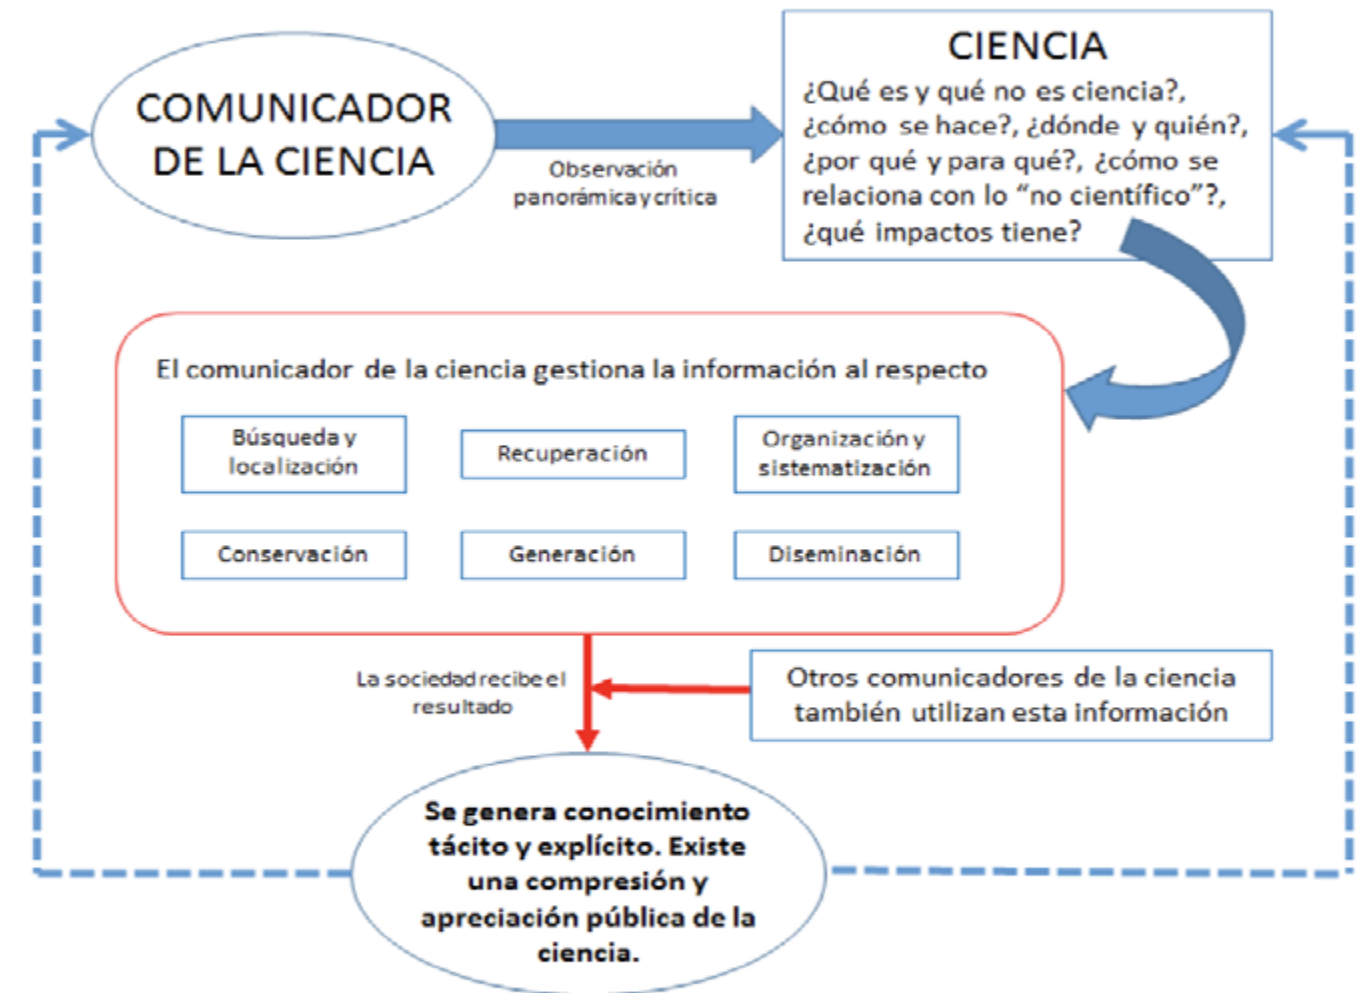 COMUNICADOR
DE LA CIENCIA
Observación
panorámica y crítica
CIENCIA
¿Qué es y qué no es ciencia?,
¿cómo se hace?, ¿dónde y quién?,
¿por qué y para qué?, ¿cómo se
relaciona con lo “no científico”?,
¿qué impactos tiene?
El comunicador de la ciencia gestiona la información al respecto
Búsqueda y
localización
Recuperación
Organización y
sistematización
Conservación
Generación
Diseminación
La sociedad recibe el
resultado
Otros comunicadores de la ciencia
también utilizan esta información
Se genera conocimiento
tácito y explícito. Existe
una compresión y
apreciación pública de la
ciencia.